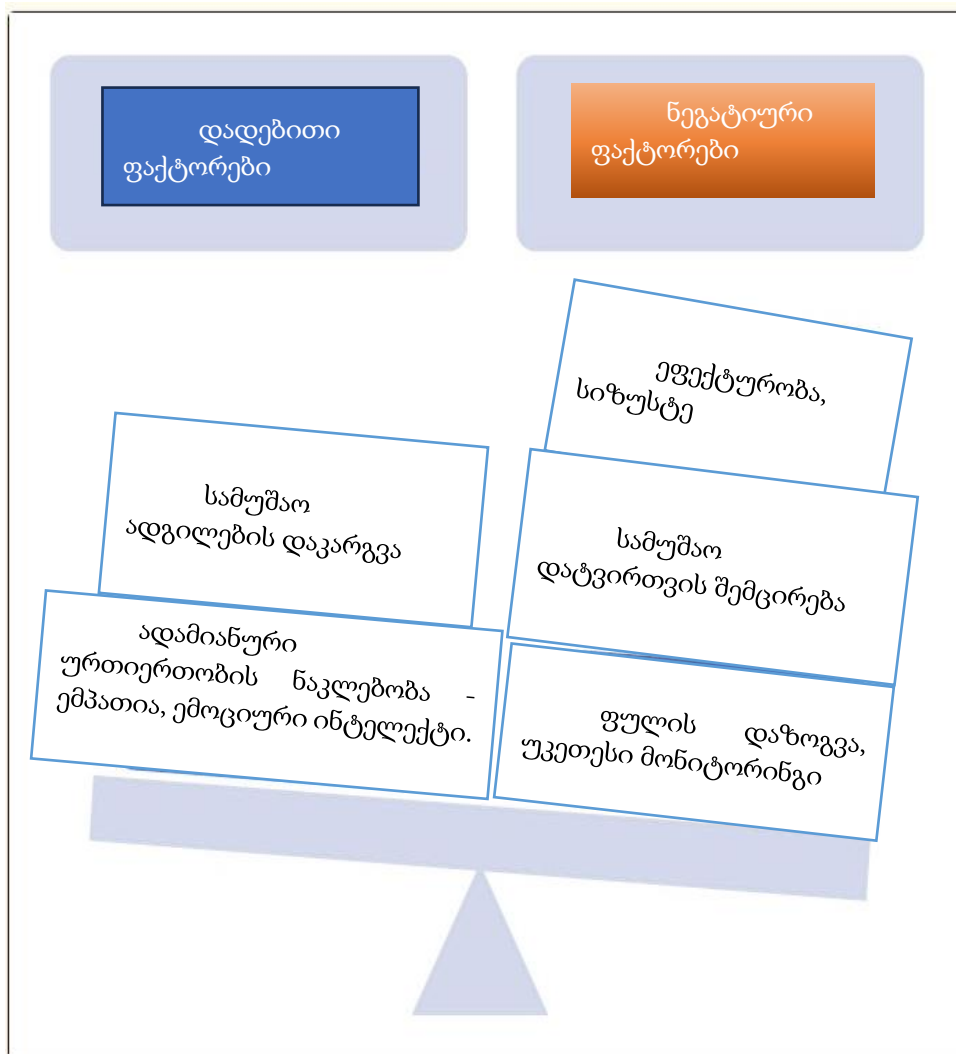 დადებითი
ფაქტორები
ნეგატიური
ფაქტორები
ეფექტურობა,
სიზუსტე
სამუშაო
ადგილების დაკარგვა
სამუშაო
დატვირთვის შემცირება
ადამიანური
ურთიერთობის ნაკლებობა -
ემპათია, ემოციური ინტელექტი.
ფულის დაზოგვა,
უკეთესი მონიტორინგი